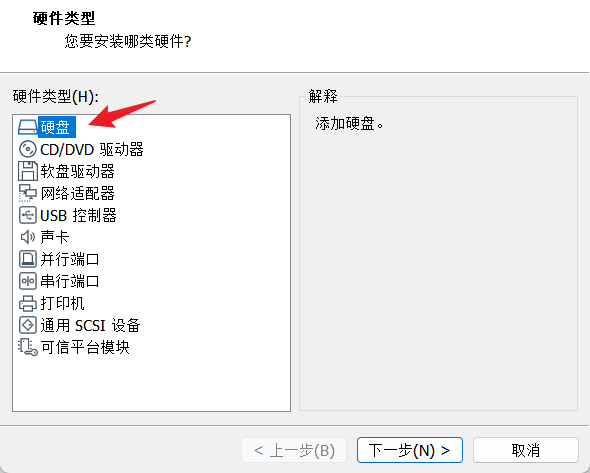 硬件类型
您要安装哪类硬件?
硬件类型(H):
硬盘
CD/DVD 驱动器
软盘驱动器
网络适配器
USB 控制器
声卡
并行端口
串行端口
打印机
通用 SCSI 设备
可信平台模块
解释
添加硬盘。
< 上一步(B)
下一步(N) >
取消